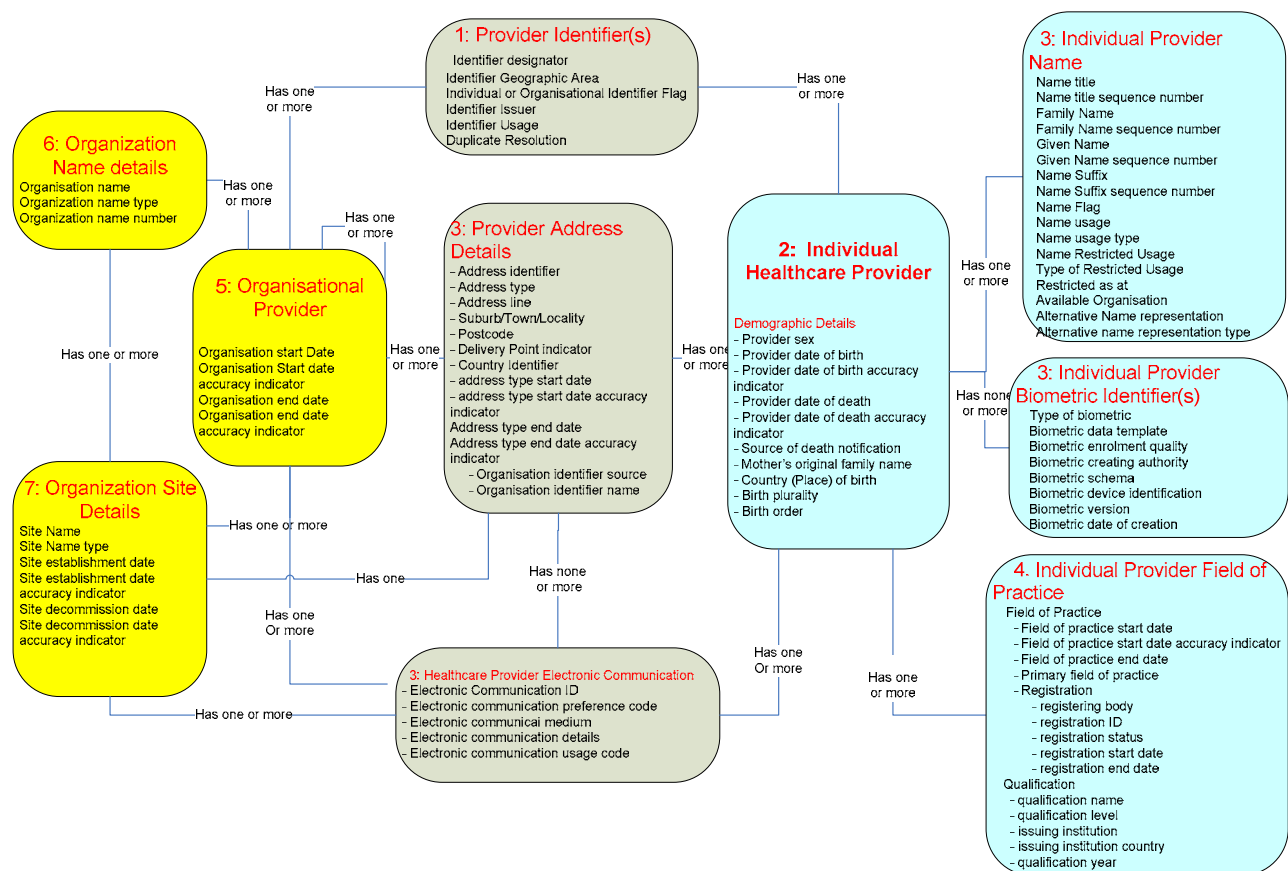 1: Provider Identifier(s)
Identifier designator
Identifier Geographic Area
Individual or Organisational Identifier Flag
Identifier Issuer
Identifier Usage
Duplicate Resolution
Has one
or more
Has one
or more
3: Individual Provider
Name
Name title
Name title sequence number
Family Name
Family Name sequence number
Given Name
Given Name sequence number
Name Suffix
Name Suffix sequence number
Name Flag
Name usage
Name usage type
Name Restricted Usage
Type of Restricted Usage
Restricted as at
Available Organisation
Alternative Name representation
Alternative name representation type
6: Organization
Name details
Organisation name
Organization name type
Organization name number
Has one
or more
Has one
or more
3: Provider Address
Details
- Address identifier
- Address type
- Address line
- Suburb/Town/Locality
- Postcode
- Delivery Point indicator
- Country Identifier
- address type start date
- address type start date accuracy
indicator
Address type end date
Address type end date accuracy
indicator
- Organisation identifier source
- Organisation identifier name
2: Individual
Healthcare Provider
Demographic Details
- Provider sex
- Provider date of birth
- Provider date of birth accuracy
indicator
- Provider date of death
- Provider date of death accuracy
indicator
- Source of death notification
- Mother's original family name
- Country (Place) of birth
- Birth plurality
- Birth order
Has one
or more
5: Organisational
Provider
Organisation start Date
Organisation Start date
accuracy indicator
Organisation end date
Organisation end date
accuracy indicator
Has one or more
Has one
or more
Has one
or more
Has none
or more
3: Individual Provider
Biometric Identifier(s)
Type of biometric
Biometric data template
Biometric enrolment quality
Biometric creating authority
Biometric schema
Biometric device identification
Biometric version
Biometric date of creation
7: Organization Site
Details
Site Name
Site Name type
Site establishment date
Site establishment date
accuracy indicator
Site decommission date
Site decommission date
accuracy indicator
Has one or more
Has one
Has none
or more
Has one
Or more
Has one
Or more
Has one
or more
Has one or more
3: Healthcare Provider Electronic Communication
- Electronic Communication ID
- Electronic communication preference code
- Electronic communicai medium
- Electronic communication details
- Electronic communication usage code
4. Individual Provider Field of
Practice
Field of Practice
- Field of practice start date
- Field of practice start date accuracy indicator
- Field of practice end date
- Primary field of practice
- Registration
- registering body
- registration ID
- registration status
- registration start date
- registration end date
Qualification
- qualification name
- qualification level
- issuing institution
- issuing institution country
- qualification year